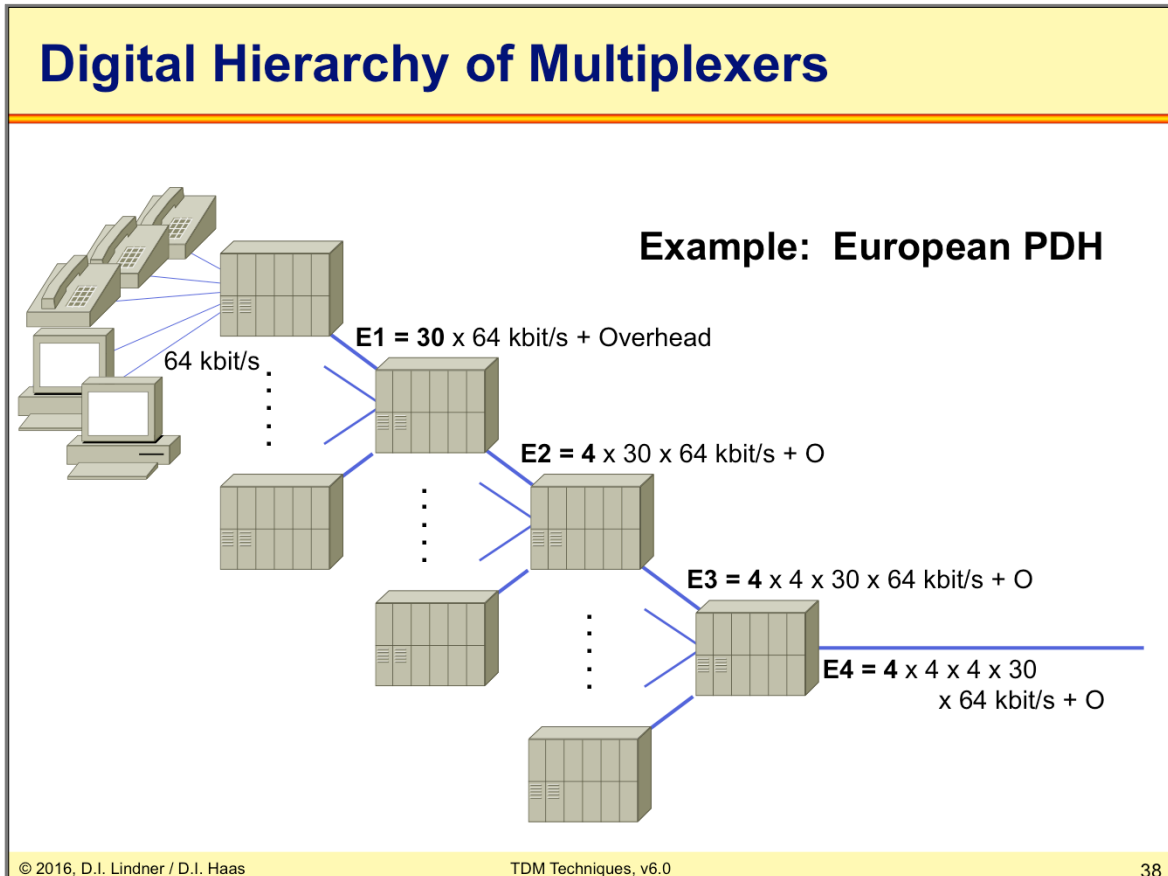 Digital Hierarchy of Multiplexers
Example: European PDH
E1 = 30 x 64 kbit/s + Overhead
64 kbit/s
E2 = 4 x 30 x 64 kbit/s + O
E3 = 4 x 4 x 30 x 64 kbit/s + O
E4 = 4 x 4 x 4 x 30
x 64 kbit/s + O
© 2016, D.I. Lindner / D.I. Haas
TDM Techniques, v6.0
38